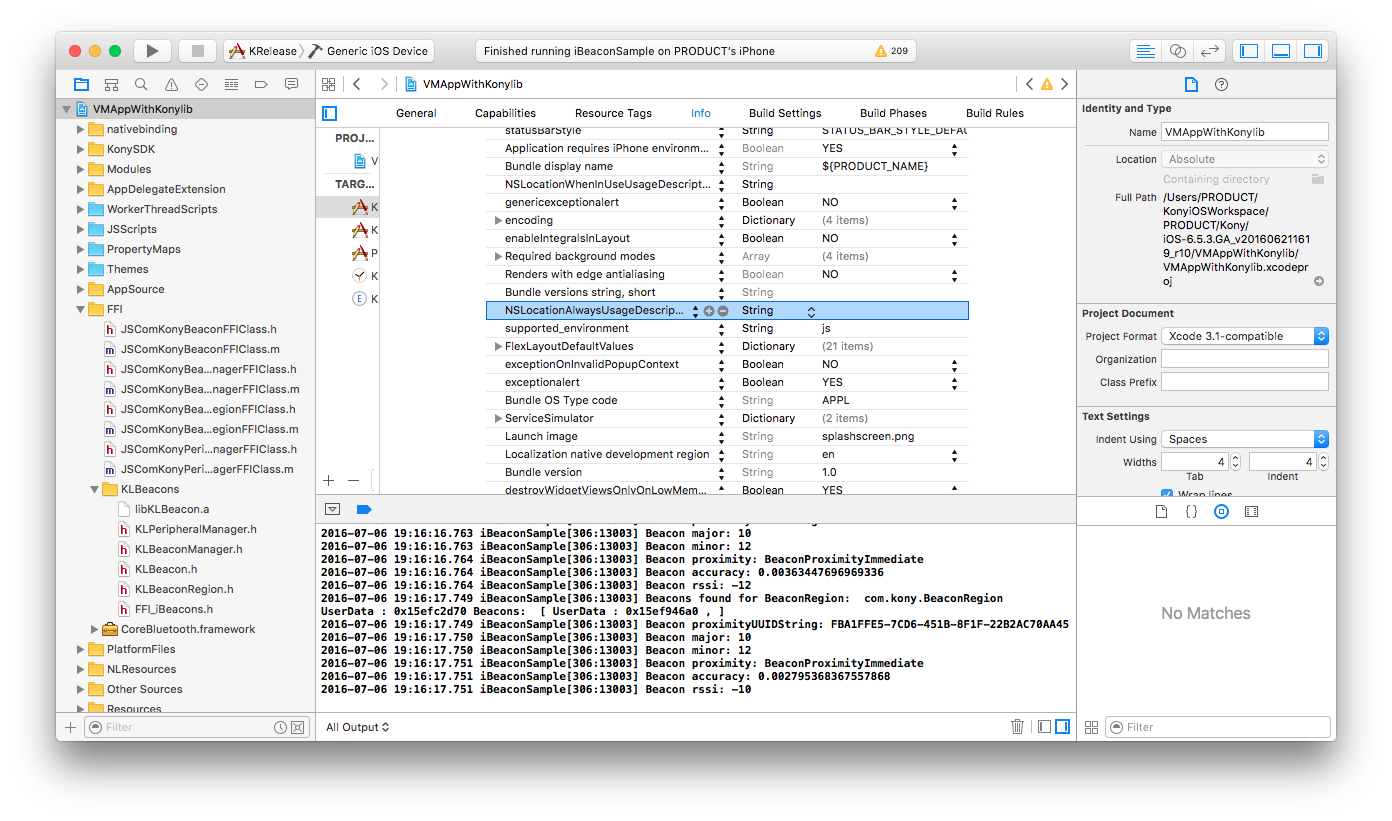 KRelease
Generic iOS Device
Finished running iBeaconSample on PRODUCT's iPhone
209
VMAppWithKonylib
nativebinding
KonySDK
Modules
AppDelegateExtension
WorkerThreadScripts
JSScripts
PropertyMaps
Themes
AppSource
FFI
JSComKonyBeaconFFIClass.h
JSComKonyBeaconFFIClass.m
JSComKonyBea...nagerFFIClass.h
JSComKonyBea...nagerFFIClass.m
JSComKonyBea...egionFFIClass.h
JSComKonyBea...egionFFIClass.m
JSComKonyPeri...nagerFFIClass.h
JSComKonyPeri...agerFFIClass.m
KLBeacons
libKLBeacon.a
KLPeripheralManager.h
KLBeaconManager.h
KLBeacon.h
KLBeaconRegion.h
FFI_iBeacons.h
CoreBluetooth.framework
PlatformFiles
NLResources
Other Sources
Resources
Filter
VMAppWithKonylib
General Capabilities Resource Tags Info Build Settings Build Phases Build Rules
PROJ...
V
TARG...
K
K
P
K
E K
statusBarStyle String STATUS_BAR_STYLE_DEFAU
Application requires iPhone environm... Boolean YES
Bundle display name String ${PRODUCT_NAME}
NSLocationWhenInUseUsageDescript... String
genericexceptionalert Boolean NO
encoding Dictionary (4 items)
enableIntegralsInLayout Boolean NO
Required background modes Array (4 items)
Renders with edge antialiasing Boolean NO
Bundle versions string, short String
NSLocationAlwaysUsageDescrip... String
supported_environment String js
FlexLayoutDefaultValues Dictionary (21 items)
exceptionOnInvalidPopupContext Boolean NO
exceptionalert Boolean YES
Bundle OS Type code String APPL
ServiceSimulator Dictionary (2 items)
Launch image String splashscreen.png
Localization native development region String en
Bundle version String 1.0
destroyWidgetViewsOnlyOnLowMem... Boolean YES
2016-07-06 19:16:16.763 iBeaconSample[306:13003] Beacon major: 10
2016-07-06 19:16:16.763 iBeaconSample[306:13003] Beacon minor: 12
2016-07-06 19:16:16.764 iBeaconSample[306:13003] Beacon proximity: BeaconProximityImmediate
2016-07-06 19:16:16.764 iBeaconSample[306:13003] Beacon accuracy: 0.00363447696969336
2016-07-06 19:16:16.764 iBeaconSample[306:13003] Beacon rssi: -12
2016-07-06 19:16:17.749 iBeaconSample[306:13003] Beacons found for BeaconRegion: com.kony.BeaconRegion
UserData : 0x15efc2d70 Beacons: [ UserData : 0x15ef946a0 , ]
2016-07-06 19:16:17.749 iBeaconSample[306:13003] Beacon proximityUUIDString: FBA1FFE5-7CD6-451B-8F1F-22B2AC70AA45
2016-07-06 19:16:17.750 iBeaconSample[306:13003] Beacon major: 10
2016-07-06 19:16:17.750 iBeaconSample[306:13003] Beacon minor: 12
2016-07-06 19:16:17.751 iBeaconSample[306:13003] Beacon proximity: BeaconProximityImmediate
2016-07-06 19:16:17.751 iBeaconSample[306:13003] Beacon accuracy: 0.002795368367557868
2016-07-06 19:16:17.751 iBeaconSample[306:13003] Beacon rssi: -10
All Output
Identity and Type
Name VMAppWithKonylib
Location Absolute
Containing directory
Full Path /Users/PRODUCT/
KonyiOSWorkspace/
PRODUCT/Kony/
iOS-6.5.3.GA_v20160621161
9_r10/VMAppWithKonylib/
VMAppWithKonylib.xcodepr
oj
Project Document
Project Format Xcode 3.1-compatible
Organization
Class Prefix
Text Settings
Indent Using Spaces
Widths 4 4
Tab Indent
Wrap lines
{}
No Matches
Filter